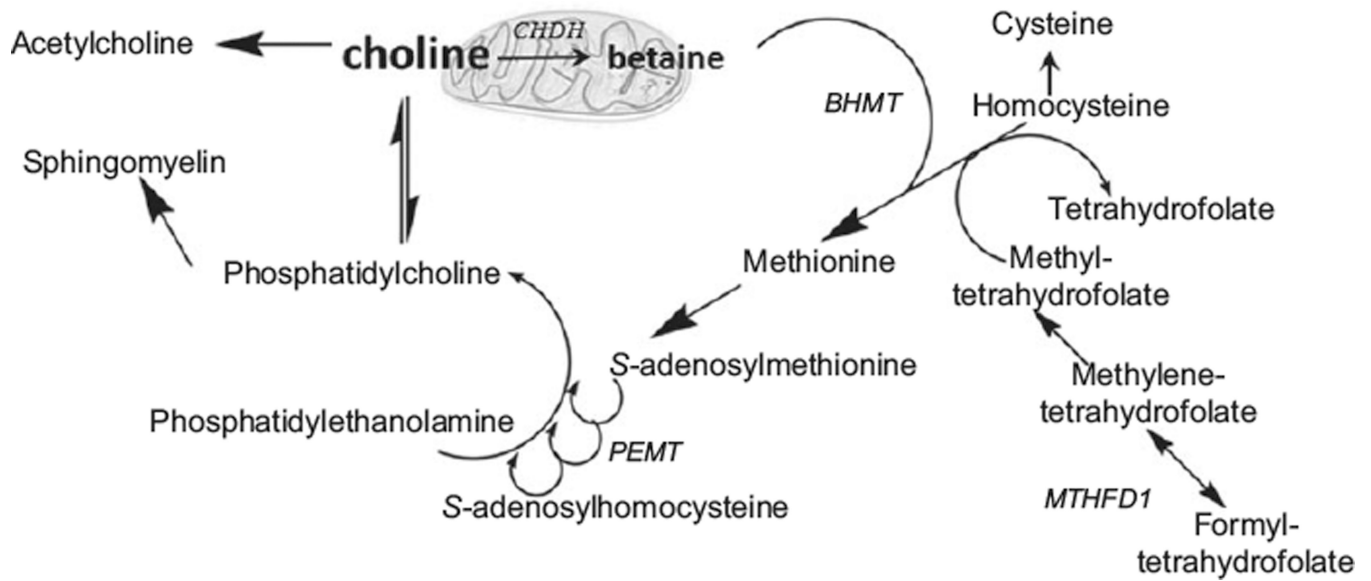 Acetylcholine
choline
CHDH
betaine
BHMT
Cysteine
Homocysteine
Sphingomyelin
Tetrahydrofolate
Phosphatidylcholine
Methionine
Methyl-
tetrahydrofolate
S-adenosylmethionine
Methylene-
tetrahydrofolate
Phosphatidylethanolamine
PEMT
S-adenosylhomocysteine
MTHFD1
Formyl-
tetrahydrofolate